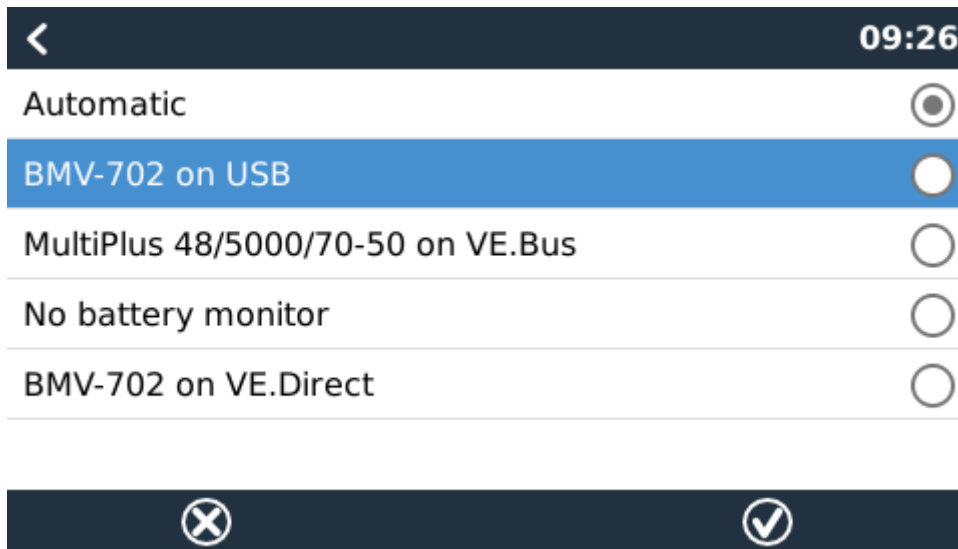 09:26
Automatic
BMV-702 on USB
MultiPlus 48/5000/70-50 on VE.Bus
No battery monitor
BMV-702 on VE.Direct